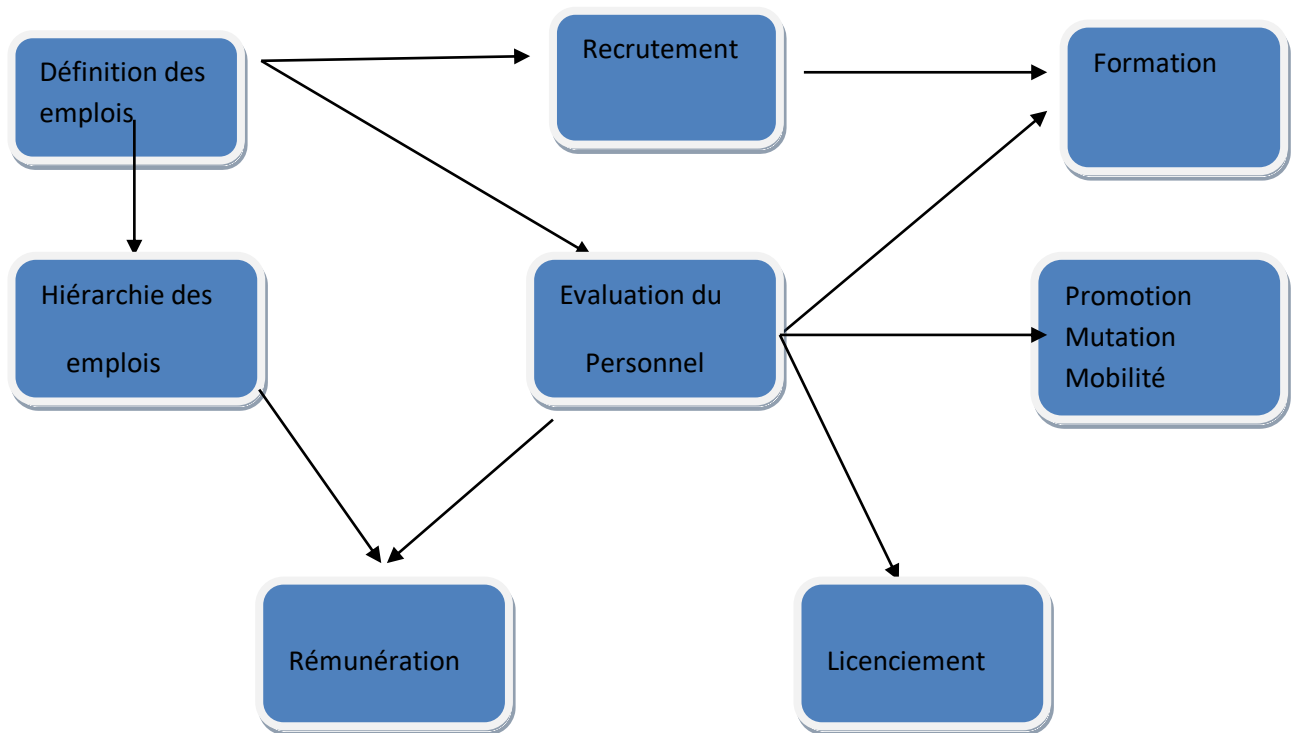 Définition des
emplois
Recrutement
Formation
Hiérarchie des
emplois
Evaluation du
Personnel
Promotion
Mutation
Mobilité
Rémunération
Licenciement